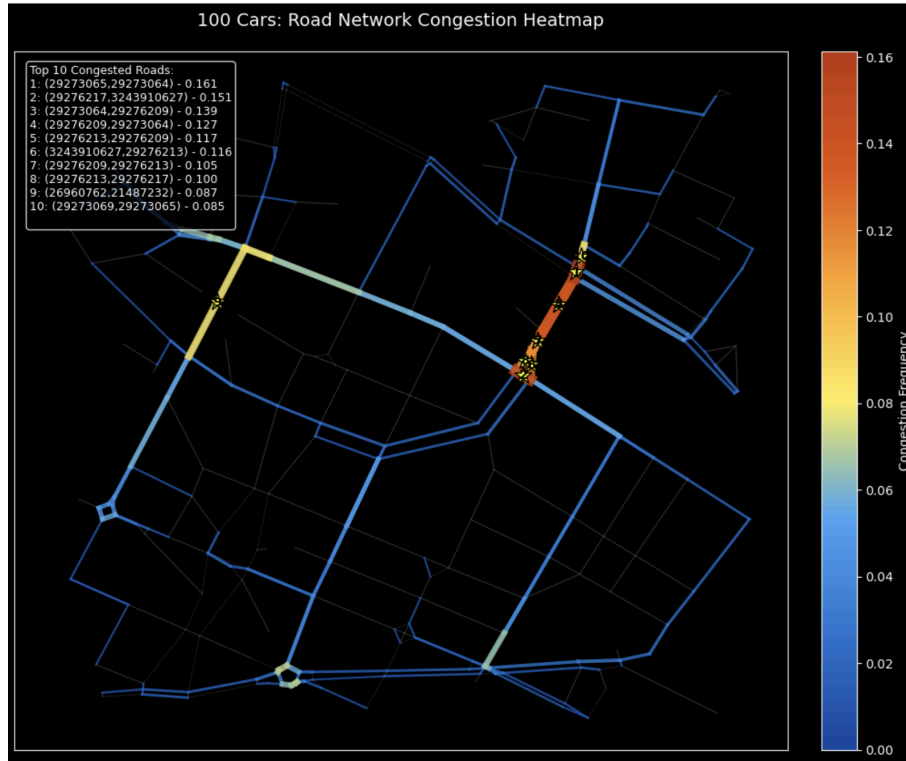 100 Cars: Road Network Congestion Heatmap
Top 10 Congested Roads:
1: (29273065,29273064) - 0.161
2: (29276217,3243910627) - 0.151
3: (29273064,29276209) - 0.139
4: (29276209,29273064) - 0.127
5: (29276213,29276209) - 0.117
6: (3243910627,29276213) - 0.116
7: (29276209,29276213) - 0.105
8: (29276213,29276217) - 0.100
9: (26960762,21487232) - 0.087
10: (29273069,29273065) - 0.085
0.16
0.14
0.12
0.10
0.08
0.06
0.04
0.02
0.00
Congestion Frequency